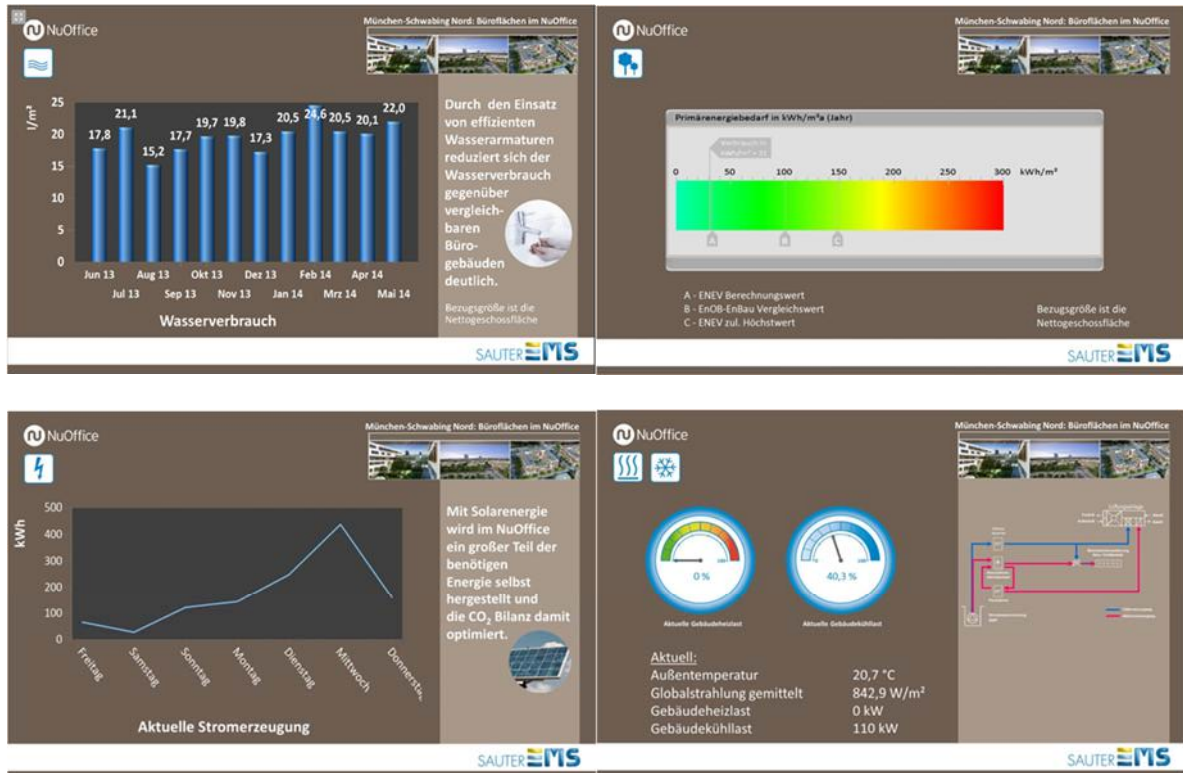 NuOffice
München-Schwabing Nord: Büroflächen im NuOffice
l/m²
25
20
15
10
5
0
17,8
21,1
15,2
17,7
19,7
19,8
17,3
20,5
24,6
20,5
20,1
22,0
Jun 13
Aug 13
Okt 13
Dez 13
Feb 14
Apr 14
Jul 13
Sep 13
Nov 13
Jan 14
Mrz 14
Mai 14
Wasserverbrauch
Durch den Einsatz
von effizienten
Wasserarmaturen
reduziert sich der
Wasserverbrauch
gegenüber
vergleich-
baren
Büro-
gebäuden
deutlich.
Bezugsgröße ist die
Nettogeschossfläche
SAUTER EMS
NuOffice
München-Schwabing Nord: Büroflächen im NuOffice
Primärenergiebedarf in kWh/m²a (Jahr)
0 50 100 150 200 250 300 kWh/m²
A B C
A - ENEV Berechnungswert
B - EnOB-EnBau Vergleichswert
C - ENEV zul. Höchstwert
Bezugsgröße ist die
Nettogeschossfläche
SAUTER EMS
NuOffice
München-Schwabing Nord: Büroflächen im NuOffice
kWh
500
400
300
200
100
0
Freitag
Samstag
Sonntag
Montag
Dienstag
Mittwoch
Donnersta
Aktuelle Stromerzeugung
Mit Solarenergie
wird im NuOffice
ein großer Teil der
benötigen
Energie selbst
hergestellt und
die CO₂ Bilanz damit
optimiert.
SAUTER EMS
NuOffice
München-Schwabing Nord: Büroflächen im NuOffice
0 %
40,3 %
Aktuelle Gebäudeheizlast
Aktuelle Gebäudekühllast
Aktuell:
Außentemperatur 20,7 °C
Globalstrahlung gemittelt 842,9 W/m²
Gebäudeheizlast 0 kW
Gebäudekühllast 110 kW
SAUTER EMS